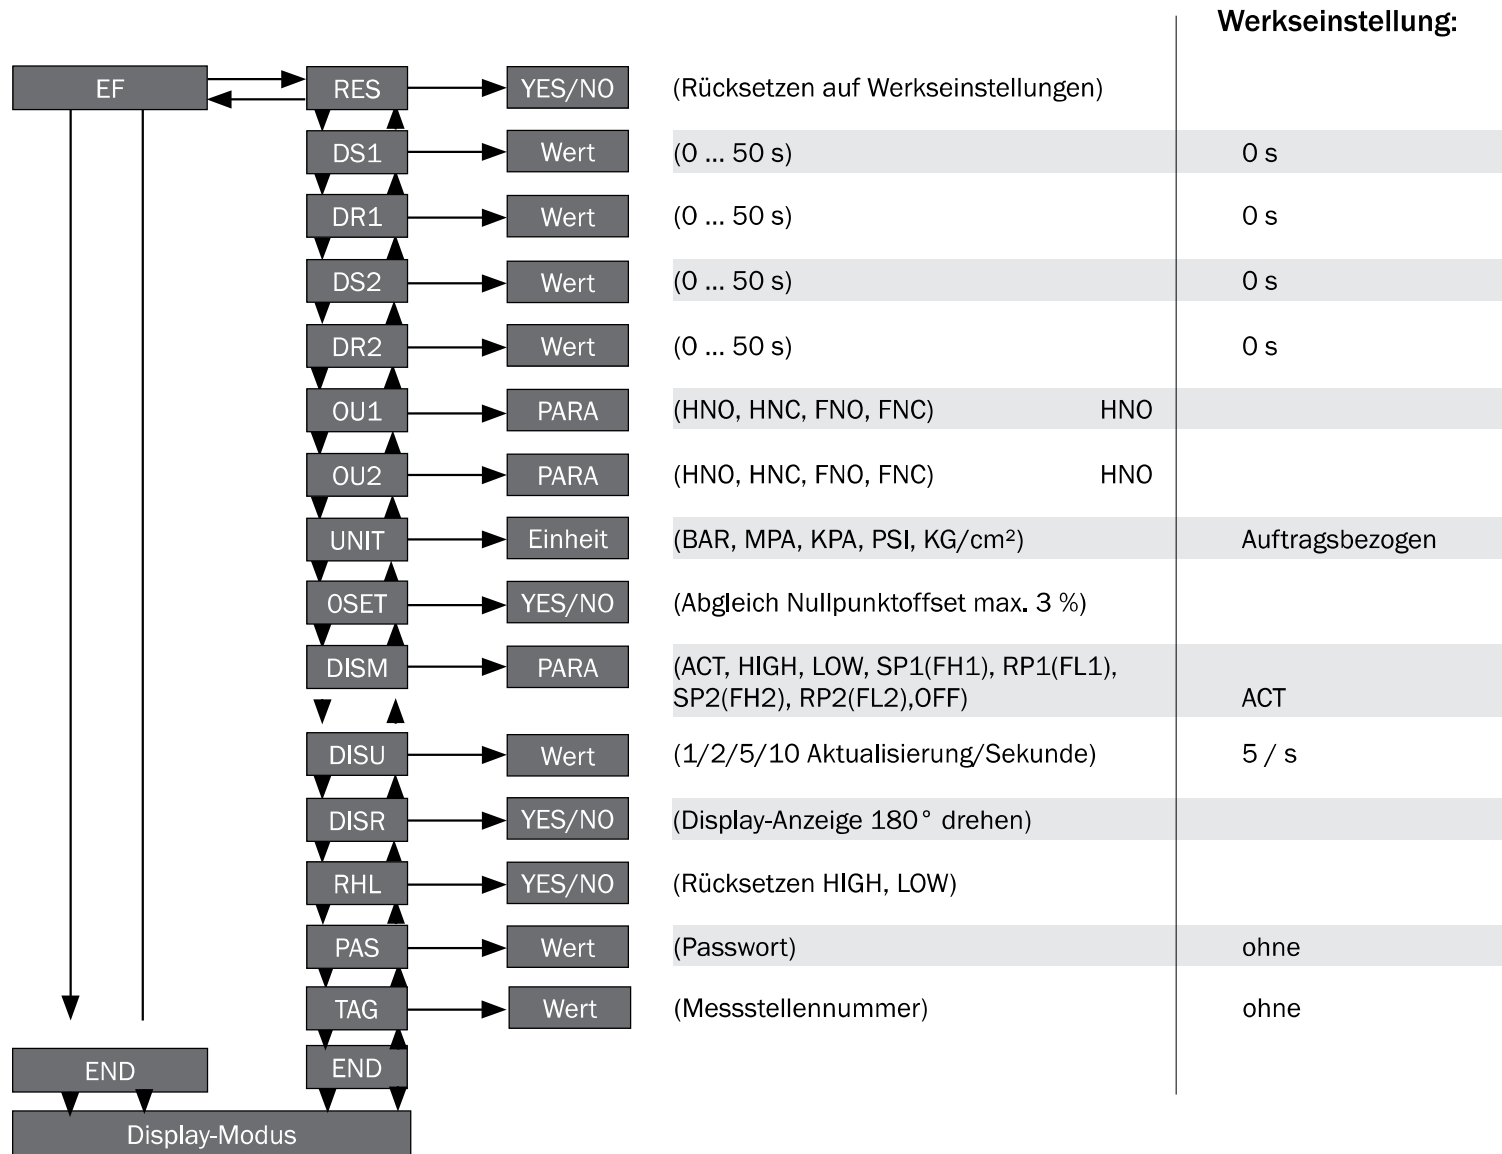 Werkseinstellung:
EF RES YES/NO (Rücksetzen auf Werkseinstellungen)
DS1 Wert (0 ... 50 s) 0 s
DR1 Wert (0 ... 50 s) 0 s
DS2 Wert (0 ... 50 s) 0 s
DR2 Wert (0 ... 50 s) 0 s
OU1 PARA (HNO, HNC, FNO, FNC) HNO
OU2 PARA (HNO, HNC, FNO, FNC) HNO
UNIT Einheit (BAR, MPA, KPA, PSI, KG/cm²) Auftragsbezogen
0SET YES/NO (Abgleich Nullpunktoffset max. 3 %)
DISM PARA (ACT, HIGH, LOW, SP1(FH1), RP1(FL1),
SP2(FH2), RP2(FL2),OFF) ACT
DISU Wert (1/2/5/10 Aktualisierung/Sekunde) 5 / s
DISR YES/NO (Display-Anzeige 180° drehen)
RHL YES/NO (Rücksetzen HIGH, LOW)
PAS Wert (Passwort) ohne
TAG Wert (Messstellennummer) ohne
END END
Display-Modus